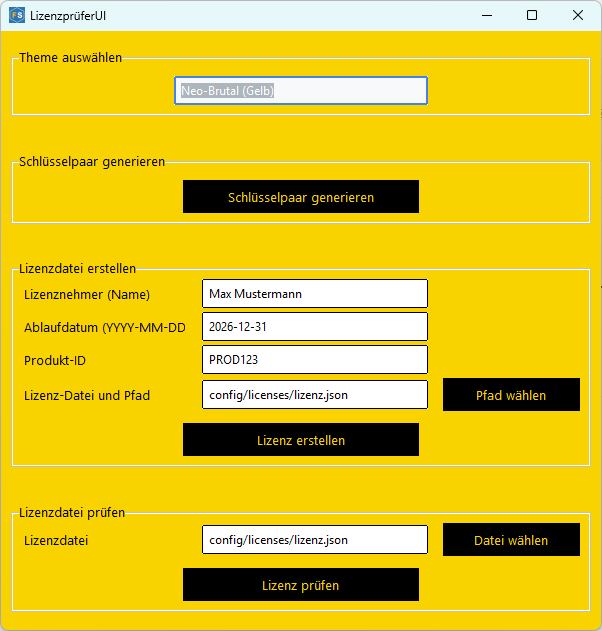 FS LizenzprüferUI
Theme auswählen
Neo-Brutal (Gelb)
Schlüsselpaar generieren
Schlüsselpaar generieren
Lizenzdatei erstellen
Lizenznehmer (Name) Max Mustermann
Ablaufdatum (YYYY-MM-DD 2026-12-31
Produkt-ID PROD123
Lizenz-Datei und Pfad config/licenses/lizenz.json Pfad wählen
Lizenz erstellen
Lizenzdatei prüfen
Lizenzdatei config/licenses/lizenz.json Datei wählen
Lizenz prüfen